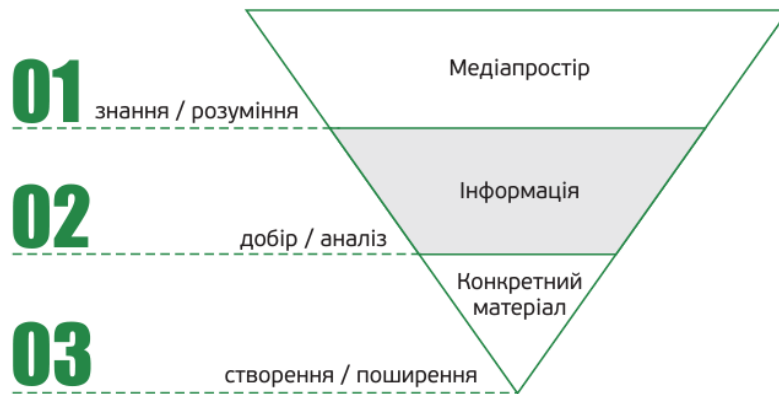 Медіапростір
01 знання / розуміння
Інформація
02 добір / аналіз
Конкретний
матеріал
03 створення / поширення